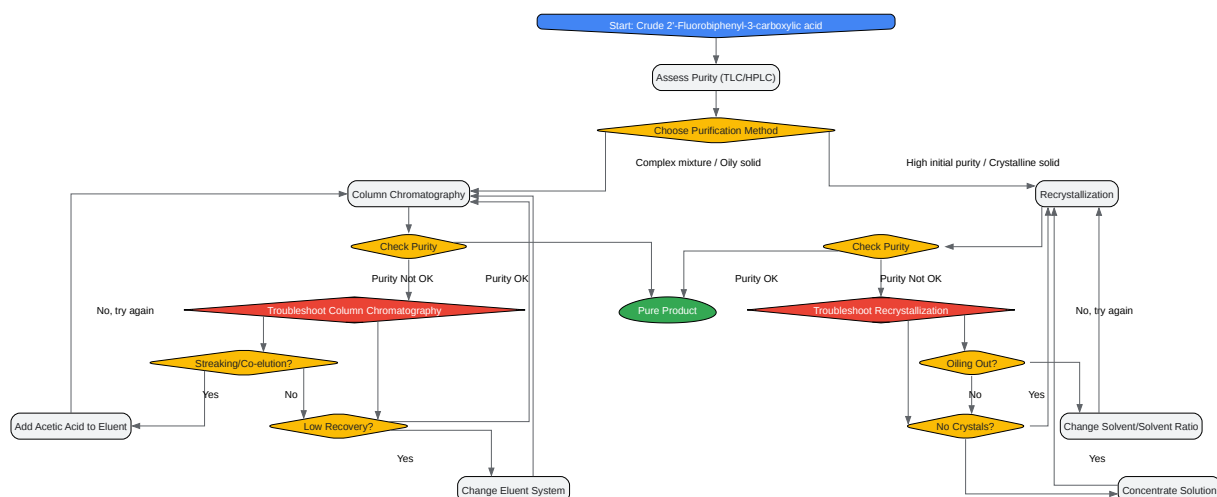 Start: Crude 2'-Fluorobiphenyl-3-carboxylic acid
Assess Purity (TLC/HPLC)
Choose Purification Method
Complex mixture / Oily solid
High initial purity / Crystalline solid
Column Chromatography
Recrystallization
Check Purity
Check Purity
Purity Not OK
Purity OK
Purity OK
Purity Not OK
No, try again
Troubleshoot Column Chromatography
Pure Product
Troubleshoot Recrystallization
No, try again
Streaking/Co-elution?
Oiling Out?
Yes
No
No
Yes
Add Acetic Acid to Eluent
Low Recovery?
No Crystals?
Change Solvent/Solvent Ratio
Yes
Yes
Change Eluent System
Concentrate Solution